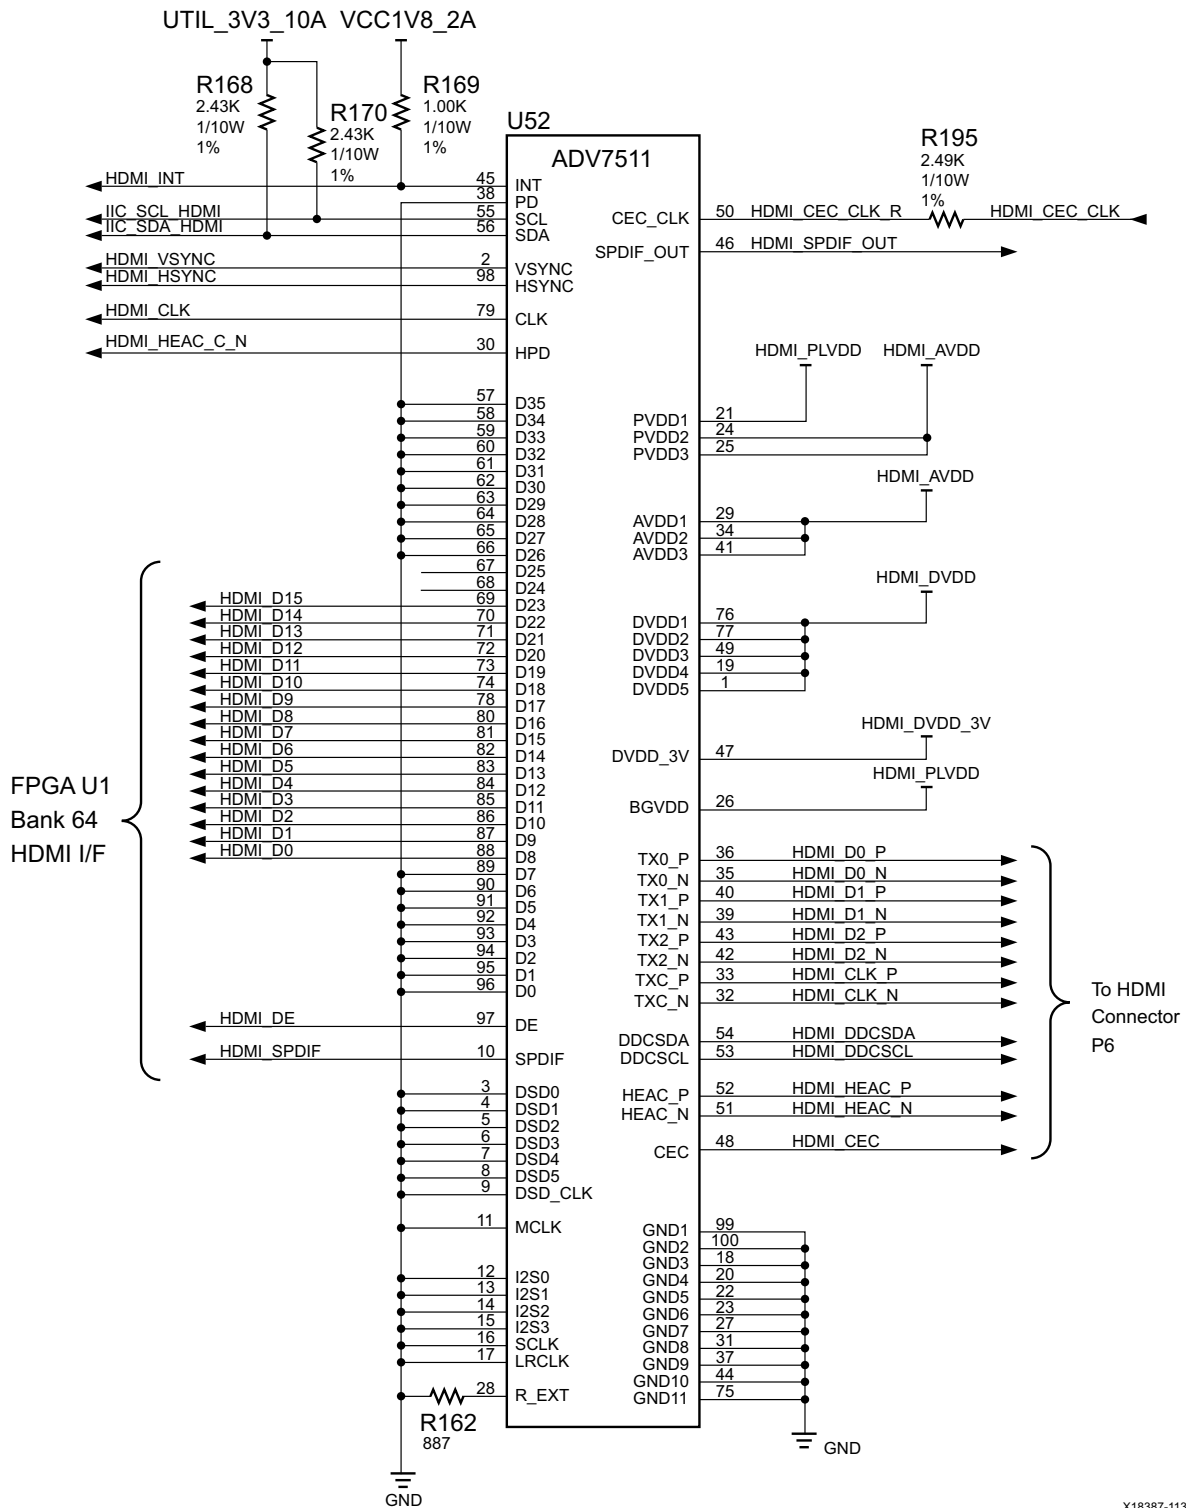 UTIL_3V3_10A VCC1V8_2A
R168
2.43K
1/10W
1%
R170
2.43K
1/10W
1%
R169
1.00K
1/10W
1%
U52
ADV7511
R195
2.49K
1/10W
1%
HDMI_INT 45 INT
38 PD
IIC_SCL_HDMI 55 SCL
IIC_SDA_HDMI 56 SDA
HDMI_VSYNC 2 VSYNC
HDMI_HSYNC 98 HSYNC
HDMI_CLK 79 CLK
HDMI_HEAC_C_N 30 HPD
57 D35
58 D34
59 D33
60 D32
61 D31
62 D30
63 D29
64 D28
65 D27
66 D26
67 D25
68 D24
HDMI_D15 69 D23
HDMI_D14 70 D22
HDMI_D13 71 D21
HDMI_D12 72 D20
HDMI_D11 73 D19
HDMI_D10 74 D18
HDMI_D9 78 D17
HDMI_D8 80 D16
HDMI_D7 81 D15
HDMI_D6 82 D14
HDMI_D5 83 D13
HDMI_D4 84 D12
HDMI_D3 85 D11
HDMI_D2 86 D10
HDMI_D1 87 D9
HDMI_D0 88 D8
89 D7
90 D6
91 D5
92 D4
93 D3
94 D2
95 D1
96 D0
HDMI_DE 97 DE
HDMI_SPDIF 10 SPDIF
FPGA U1
Bank 64
HDMI I/F
3 DSD0
4 DSD1
5 DSD2
6 DSD3
7 DSD4
8 DSD5
9 DSD_CLK
11 MCLK
12 I2S0
13 I2S1
14 I2S2
15 I2S3
16 SCLK
17 LRCLK
28 R_EXT
R162
887
GND
CEC_CLK 50 HDMI_CEC_CLK_R HDMI_CEC_CLK
SPDIF_OUT 46 HDMI_SPDIF_OUT
HDMI_PLVDD HDMI_AVDD
PVDD1 21
PVDD2 24
PVDD3 25
HDMI_AVDD
AVDD1 29
AVDD2 34
AVDD3 41
HDMI_DVDD
DVDD1 76
DVDD2 77
DVDD3 49
DVDD4 19
DVDD5 1
HDMI_DVDD_3V
DVDD_3V 47
HDMI_PLVDD
BGVDD 26
TX0_P 36 HDMI_D0_P
TX0_N 35 HDMI_D0_N
TX1_P 40 HDMI_D1_P
TX1_N 39 HDMI_D1_N
TX2_P 43 HDMI_D2_P
TX2_N 42 HDMI_D2_N
TXC_P 33 HDMI_CLK_P
TXC_N 32 HDMI_CLK_N
DDCSDA 54 HDMI_DDCSDA
DDCSCL 53 HDMI_DDCSCL
HEAC_P 52 HDMI_HEAC_P
HEAC_N 51 HDMI_HEAC_N
CEC 48 HDMI_CEC
To HDMI
Connector
P6
GND1 99
GND2 100
GND3 18
GND4 20
GND5 22
GND6 23
GND7 27
GND8 31
GND9 37
GND10 44
GND11 75
GND
X18387-113